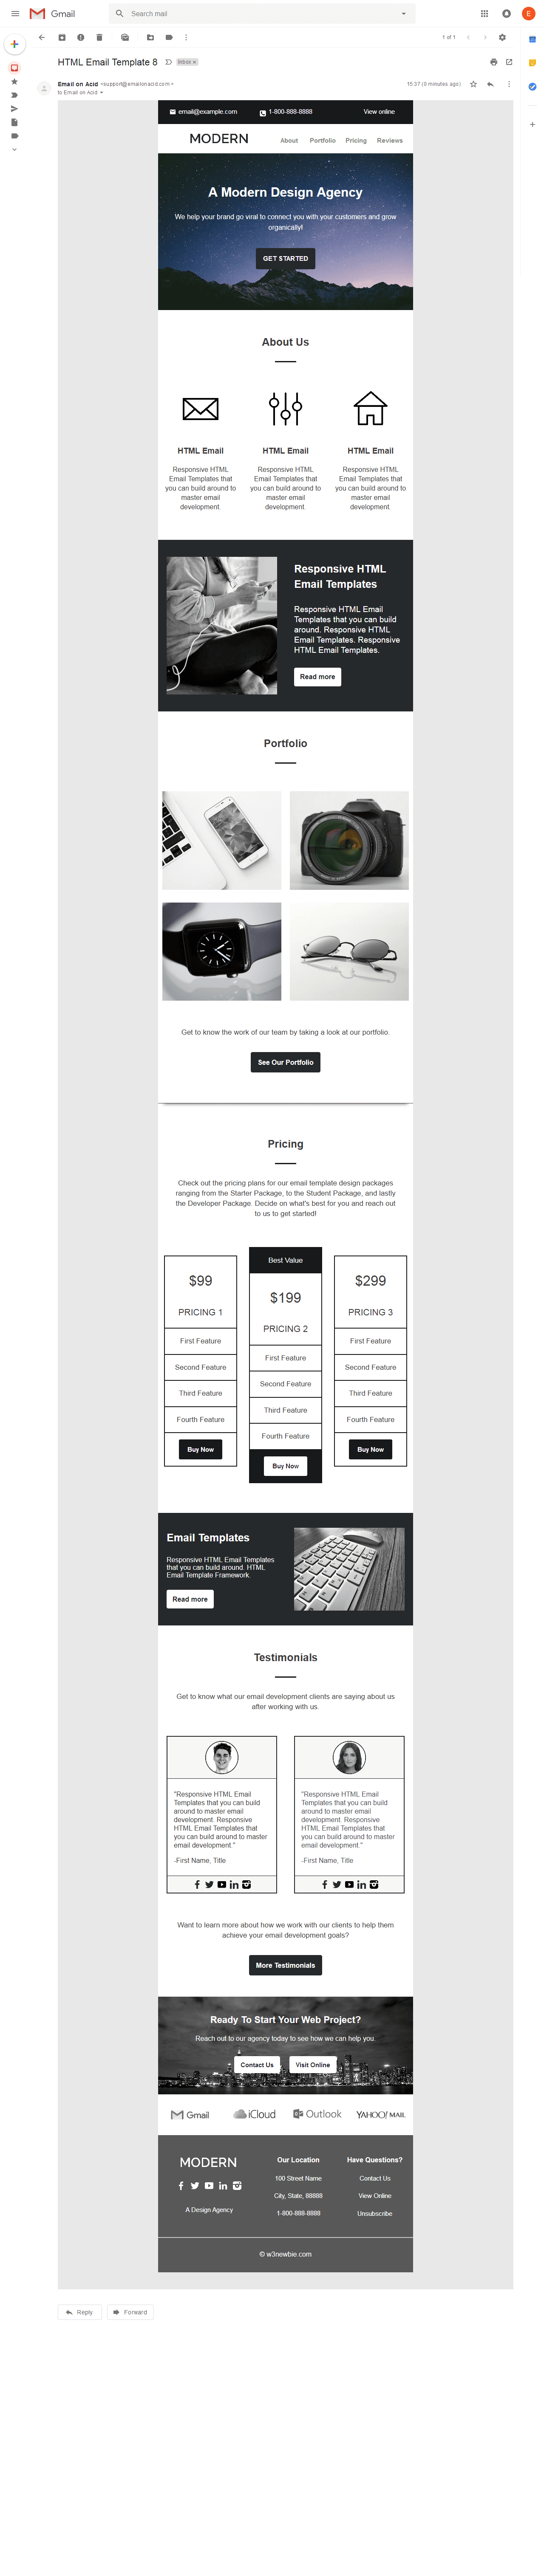 Gmail
Search mail
1 of 1
HTML Email Template 8
Inbox x
Email on Acid <support@emailonacid.com>
15:37 (0 minutes ago)
to Email on Acid
email@example.com
1-800-888-8888
View online
MODERN
About
Portfolio
Pricing
Reviews
A Modern Design Agency
We help your brand go viral to connect you with your customers and grow
organically!
GET STARTED
About Us
HTML Email
Responsive HTML
Email Templates that
you can build around to
master email
development.
HTML Email
Responsive HTML
Email Templates that
you can build around to
master email
development.
HTML Email
Responsive HTML
Email Templates that
you can build around to
master email
development.
Responsive HTML
Email Templates
Responsive HTML Email
Templates that you can build
around. Responsive HTML
Email Templates. Responsive
HTML Email Templates.
Read more
Portfolio
Get to know the work of our team by taking a look at our portfolio.
See Our Portfolio
Pricing
Check out the pricing plans for our email template design packages
ranging from the Starter Package, to the Student Package, and lastly
the Developer Package. Decide on what's best for you and reach out
to us to get started!
$99
PRICING 1
First Feature
Second Feature
Third Feature
Fourth Feature
Buy Now
Best Value
$199
PRICING 2
First Feature
Second Feature
Third Feature
Fourth Feature
Buy Now
$299
PRICING 3
First Feature
Second Feature
Third Feature
Fourth Feature
Buy Now
Email Templates
Responsive HTML Email Templates
that you can build around. HTML
Email Template Framework.
Read more
Testimonials
Get to know what our email development clients are saying about us
after working with us.
"Responsive HTML Email
Templates that you can build
around to master email
development. Responsive
HTML Email Templates that
you can build around to master
email development."
-First Name, Title
"Responsive HTML Email
Templates that you can build
around to master email
development. Responsive
HTML Email Templates that
you can build around to master
email development."
-First Name, Title
Want to learn more about how we work with our clients to help them
achieve your email development goals?
More Testimonials
Ready To Start Your Web Project?
Reach out to our agency today to see how we can help you.
Contact Us
Visit Online
Gmail
iCloud
Outlook
YAHOO! MAIL
MODERN
A Design Agency
Our Location
100 Street Name
City, State, 88888
1-800-888-8888
Have Questions?
Contact Us
View Online
Unsubscribe
© w3newbie.com
Reply
Forward